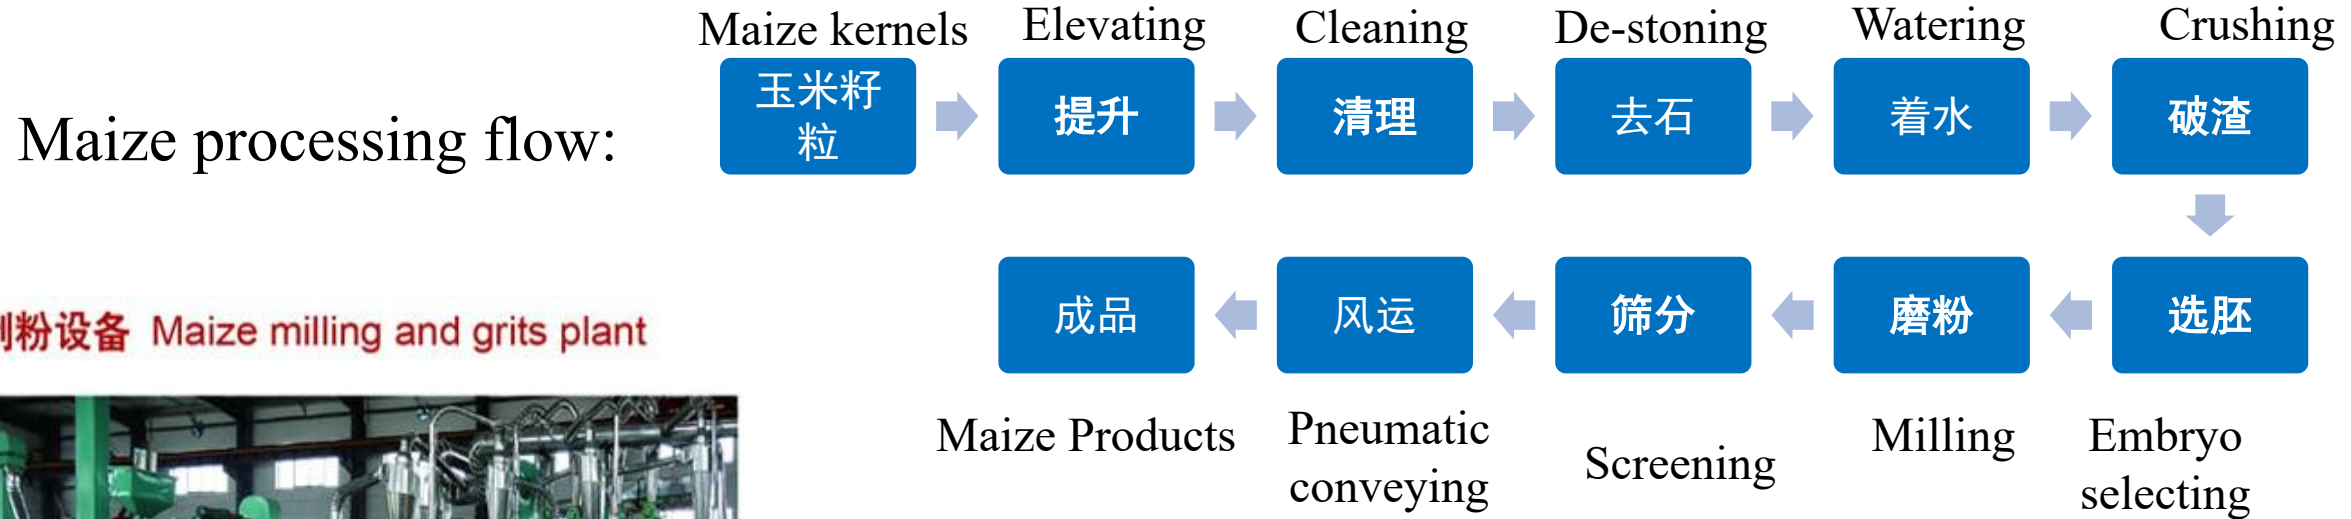 Maize kernels
Elevating
Cleaning
De-stoning
Watering
Crushing
Maize processing flow:
玉米籽
粒
提升
清理
去石
着水
破渣
成品
风运
筛分
磨粉
选胚
Maize Products
Pneumatic
conveying
Screening
Milling
Embryo
selecting
粉设备 Maize milling and grits plant